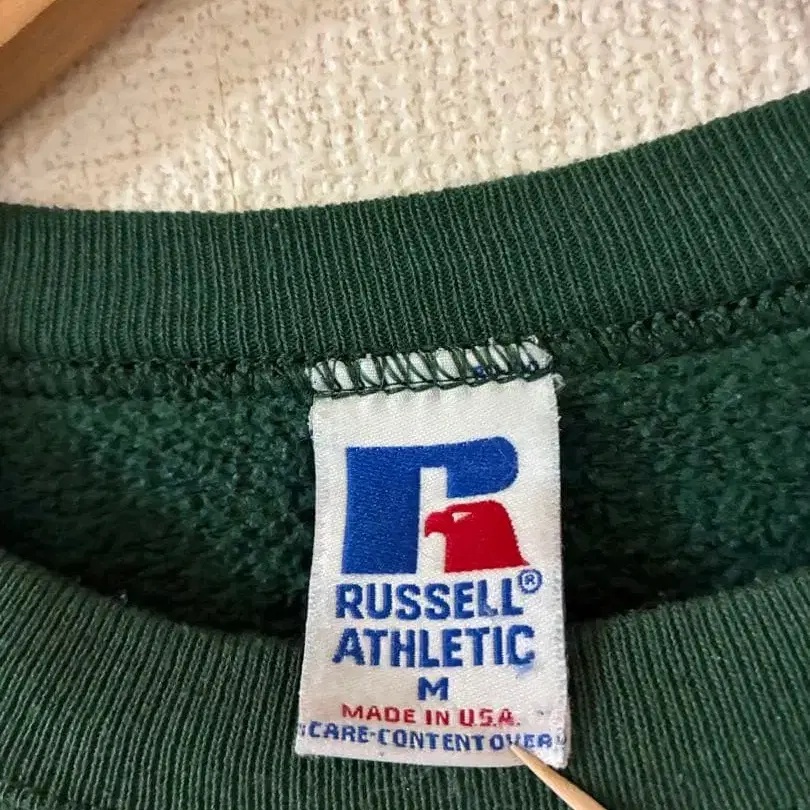 RUSSELL®
ATHLETIC
M
MADE IN U.S.A.
CARE-CONTENT OVER